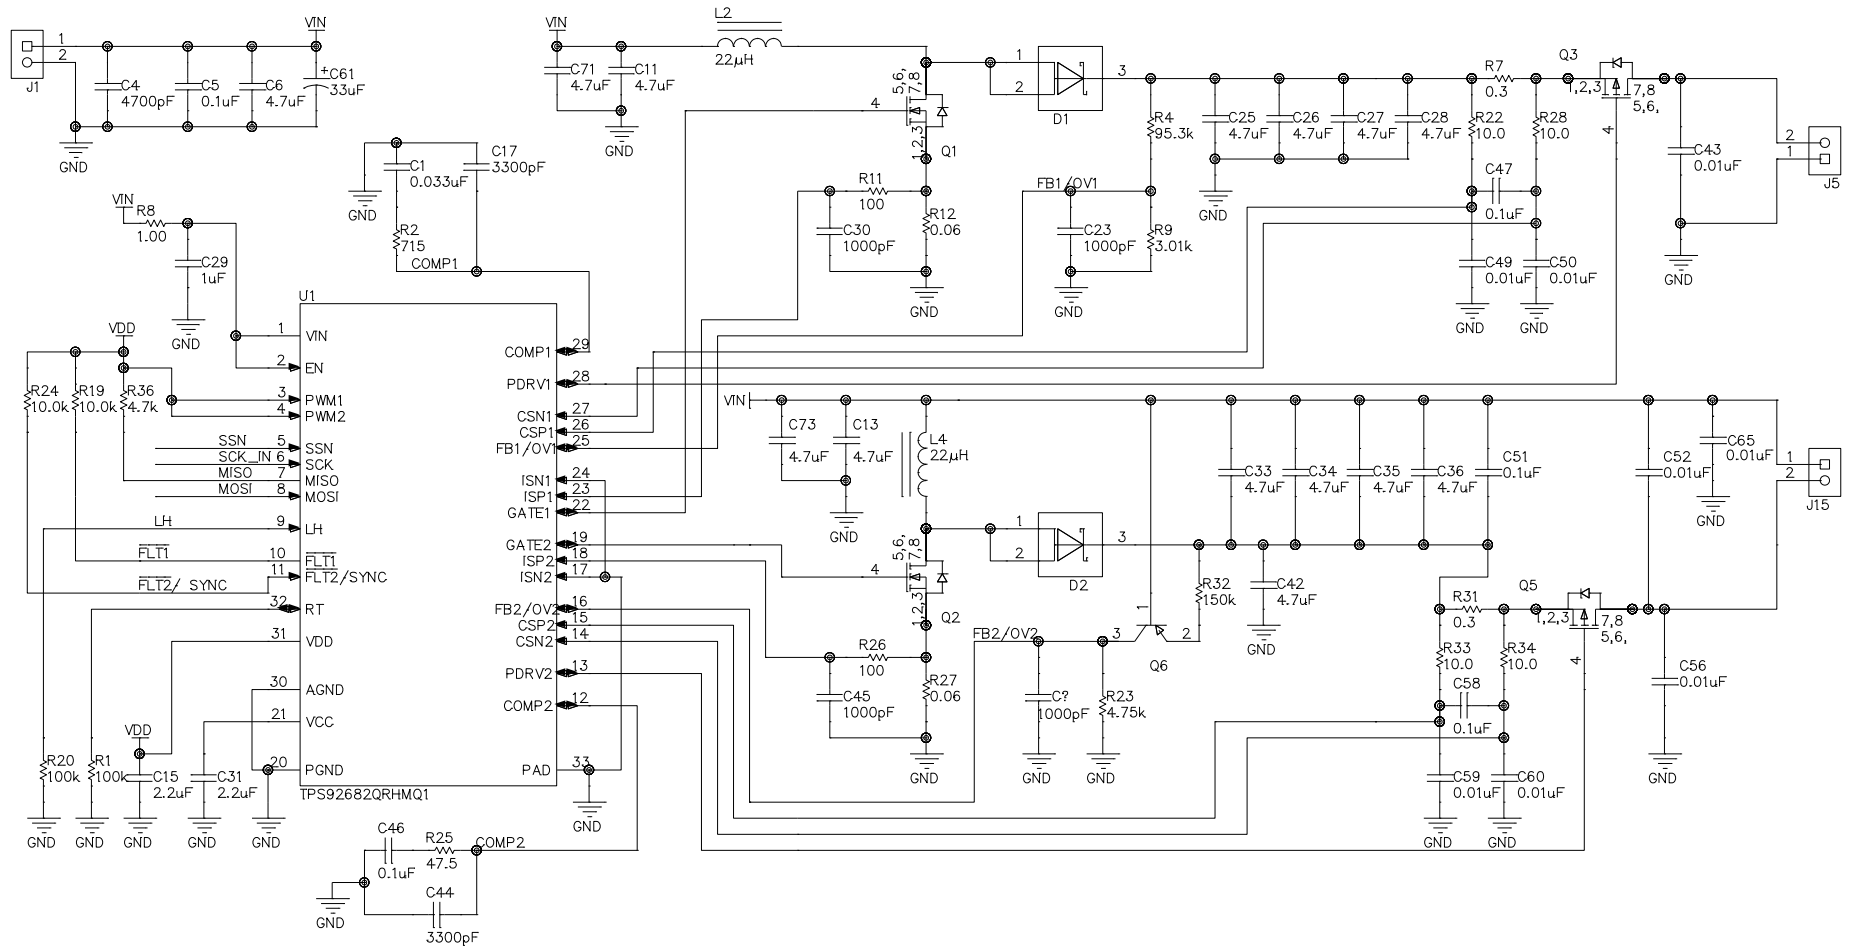 J1
1
2
VIN
C4
4700pF
C5
0.1uF
C6
4.7uF
+
C61
33uF
GND
VIN
C71
4.7uF
C11
4.7uF
GND
L2
22µH
5,6,
7,8
4
1,2,3
Q1
1
2
D1
3
R4
95.3k
C25
4.7uF
C26
4.7uF
C27
4.7uF
C28
4.7uF
GND
R7
0.3
R22
10.0
R28
10.0
Q3
1,2,3
7,8
5,6,
4
C43
0.01uF
2
1
J5
GND
C47
0.1uF
C49
0.01uF
C50
0.01uF
GND
GND
GND
C1
0.033uF
C17
3300pF
R2
715
COMP1
R11
100
C30
1000pF
R12
0.06
GND
FB1/OV1
C23
1000pF
R9
3.01k
GND
VIN
R8
1.00
C29
1uF
GND
VDD
R24
10.0k
R19
10.0k
R36
4.7k
SSN
SCK_IN
MISO
MOSI
LH
FLT1
FLT2/ SYNC
U1
1
VIN
2
EN
3
PWM1
4
PWM2
5
SSN
6
SCK
7
MISO
8
MOSI
9
LH
10
FLT1
11
FLT2/SYNC
32
RT
31
VDD
30
AGND
21
VCC
20
PGND
COMP1
29
PDRV1
28
CSN1
27
CSP1
26
FB1/OV1
25
ISN1
24
ISP1
23
GATE1
22
GATE2
19
ISP2
18
ISN2
17
FB2/OV2
16
CSP2
15
CSN2
14
PDRV2
13
COMP2
12
PAD
33
TPS92682QRHMQ1
GND
R20
100k
R1
100k
VDD
C15
2.2uF
C31
2.2uF
GND
GND
GND
GND
GND
C46
0.1uF
R25
47.5
COMP2
C44
3300pF
GND
VIN
C73
4.7uF
C13
4.7uF
GND
L4
22µH
5,6,
7,8
4
1,2,3
Q2
1
2
D2
3
R26
100
C45
1000pF
R27
0.06
GND
FB2/OV2
C?
1000pF
R23
4.75k
GND
GND
3
1
2
Q6
R32
150k
C42
4.7uF
GND
C33
4.7uF
C34
4.7uF
C35
4.7uF
C36
4.7uF
C51
0.1uF
C52
0.01uF
C65
0.01uF
GND
1
2
J15
R31
0.3
R33
10.0
R34
10.0
Q5
1,2,3
7,8
5,6,
4
C58
0.1uF
C59
0.01uF
C60
0.01uF
GND
GND
C56
0.01uF
GND